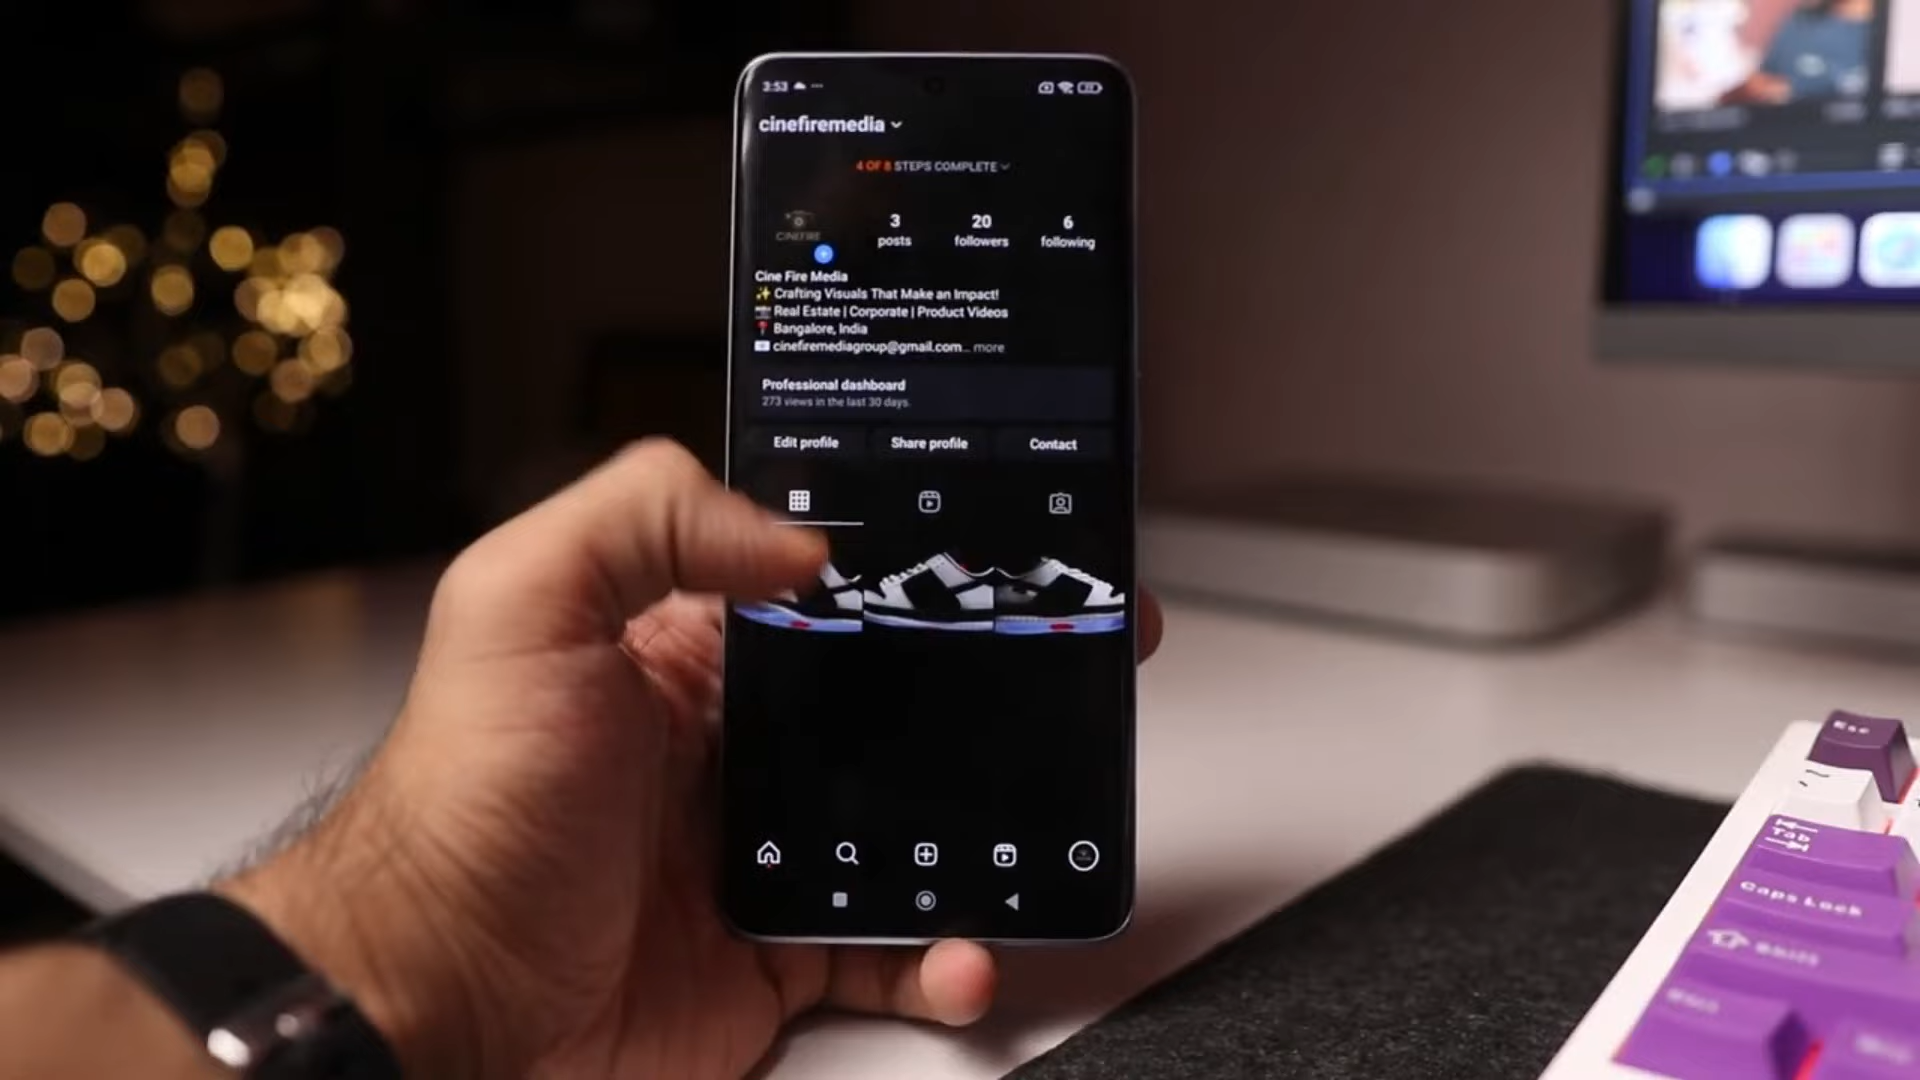 3:53
cinefiremedia
4 OF 8 STEPS COMPLETE
CINEFIRE
3 20 6
posts followers following
Cine Fire Media
✨ Crafting Visuals That Make an Impact!
Real Estate | Corporate | Product Videos
📍 Bangalore, India
📧 cinefiremediagroup@gmail.com... more
Professional dashboard
273 views in the last 30 days.
Edit profile Share profile Contact
Esc
Tab
Caps Lock
Shift